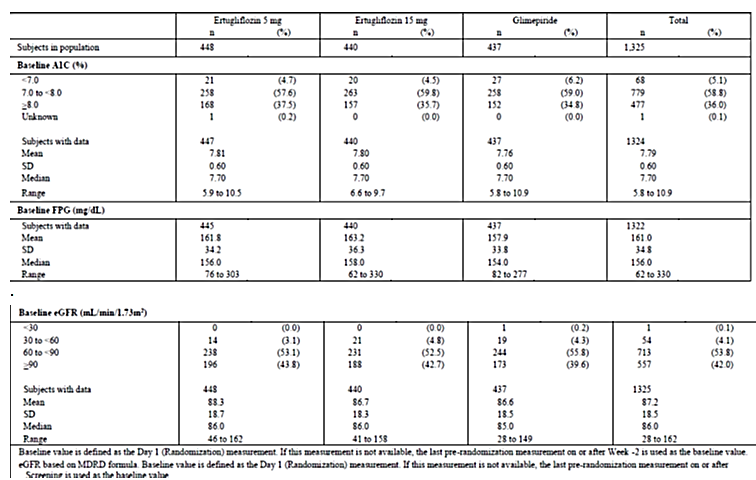 Ertugliflozin 5 mg Ertugliflozin 15 mg Glimepiride Total
n (%) n (%) n (%) n (%)
Subjects in population 448 440 437 1,325
Baseline A1C (%)
<7.0 21 (4.7) 20 (4.5) 27 (6.2) 68 (5.1)
7.0 to <8.0 258 (57.6) 263 (59.8) 258 (59.0) 779 (58.8)
≥8.0 168 (37.5) 157 (35.7) 152 (34.8) 477 (36.0)
Unknown 1 (0.2) 0 (0.0) 0 (0.0) 1 (0.1)
Subjects with data 447 440 437 1324
Mean 7.81 7.80 7.76 7.79
SD 0.60 0.60 0.60 0.60
Median 7.70 7.70 7.70 7.70
Range 5.9 to 10.5 6.6 to 9.7 5.8 to 10.9 5.8 to 10.9
Baseline FPG (mg/dL)
Subjects with data 445 440 437 1322
Mean 161.8 163.2 157.9 161.0
SD 34.2 36.3 33.8 34.8
Median 156.0 158.0 154.0 156.0
Range 76 to 303 62 to 330 82 to 277 62 to 330
.
Baseline eGFR (mL/min/1.73m²)
<30 0 (0.0) 0 (0.0) 1 (0.2) 1 (0.1)
30 to <60 14 (3.1) 21 (4.8) 19 (4.3) 54 (4.1)
60 to <90 238 (53.1) 231 (52.5) 244 (55.8) 713 (53.8)
≥90 196 (43.8) 188 (42.7) 173 (39.6) 557 (42.0)
Subjects with data 448 440 437 1325
Mean 88.3 86.7 86.6 87.2
SD 18.7 18.3 18.5 18.5
Median 86.0 86.0 85.0 86.0
Range 46 to 162 41 to 158 28 to 149 28 to 162
Baseline value is defined as the Day 1 (Randomization) measurement. If this measurement is not available, the last pre-randomization measurement on or after Week -2 is used as the baseline value.
eGFR based on MDRD formula. Baseline value is defined as the Day 1 (Randomization) measurement. If this measurement is not available, the last pre-randomization measurement on or after
Screening is used as the baseline value